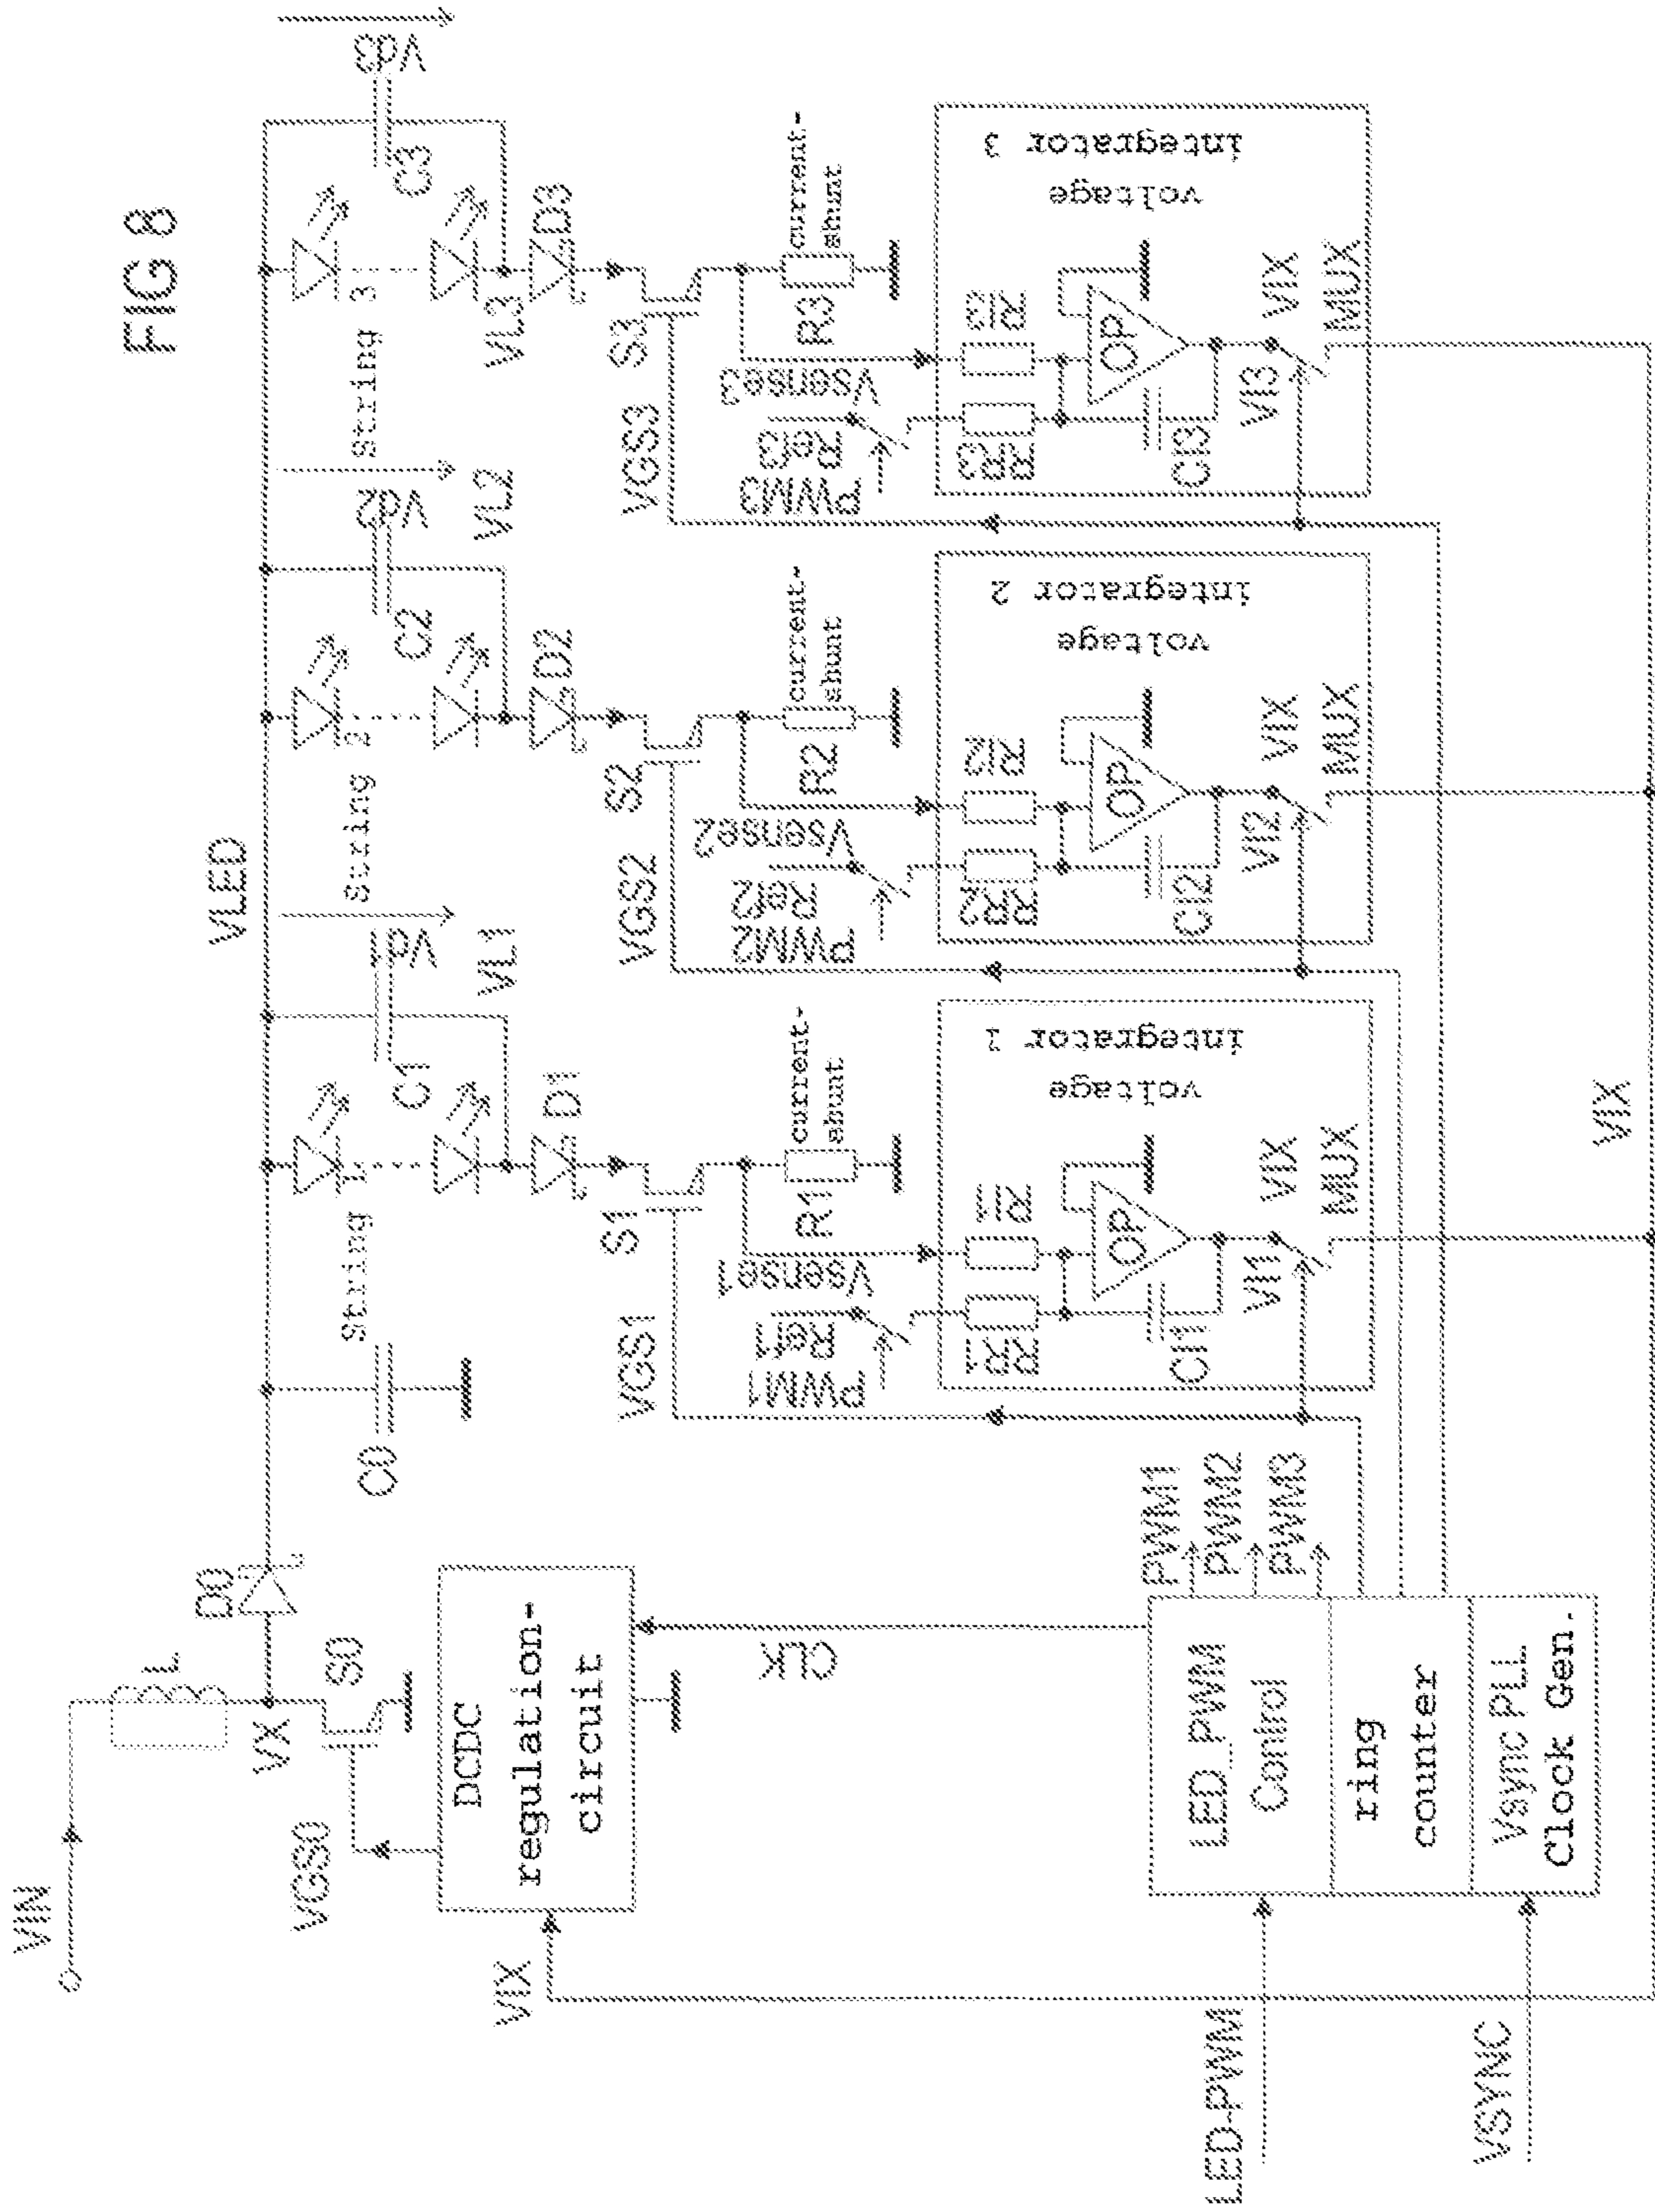 FIG 8
VIN
L
VX
D0
S0
VGS0
DCDC
regulation-
circuit
VIX
CLK
C0
VLED
String 1
C1
Vd1
VL1
D1
S1
VGS1
R1
current-
shunt
Vsense1
Ref1
PWM1
RR1
RI1
OP
CI1
voltage
integrator 1
VI1
VIX
MUX
String 2
C2
Vd2
VL2
D2
S2
VGS2
R2
current-
shunt
Vsense2
Ref2
PWM2
RR2
RI2
OP
CI2
voltage
integrator 2
VI2
VIX
MUX
String 3
C3
Vd3
VL3
D3
S3
VGS3
R3
current-
shunt
Vsense3
Ref3
PWM3
RR3
RI3
OP
CI3
voltage
integrator 3
VI3
VIX
MUX
LED-PWM
VSYNC
LED_PWM
Control
ring
counter
Vsync PLL
Clock Gen.
PWM1
PWM2
PWM3
VIX